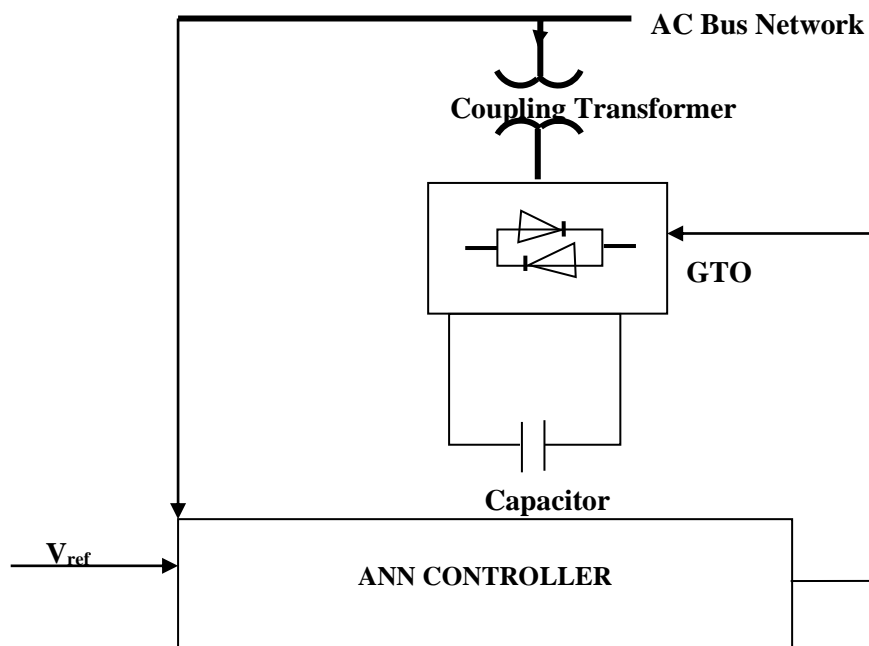 AC Bus Network
Coupling Transformer
GTO
Capacitor
Vref
ANN CONTROLLER